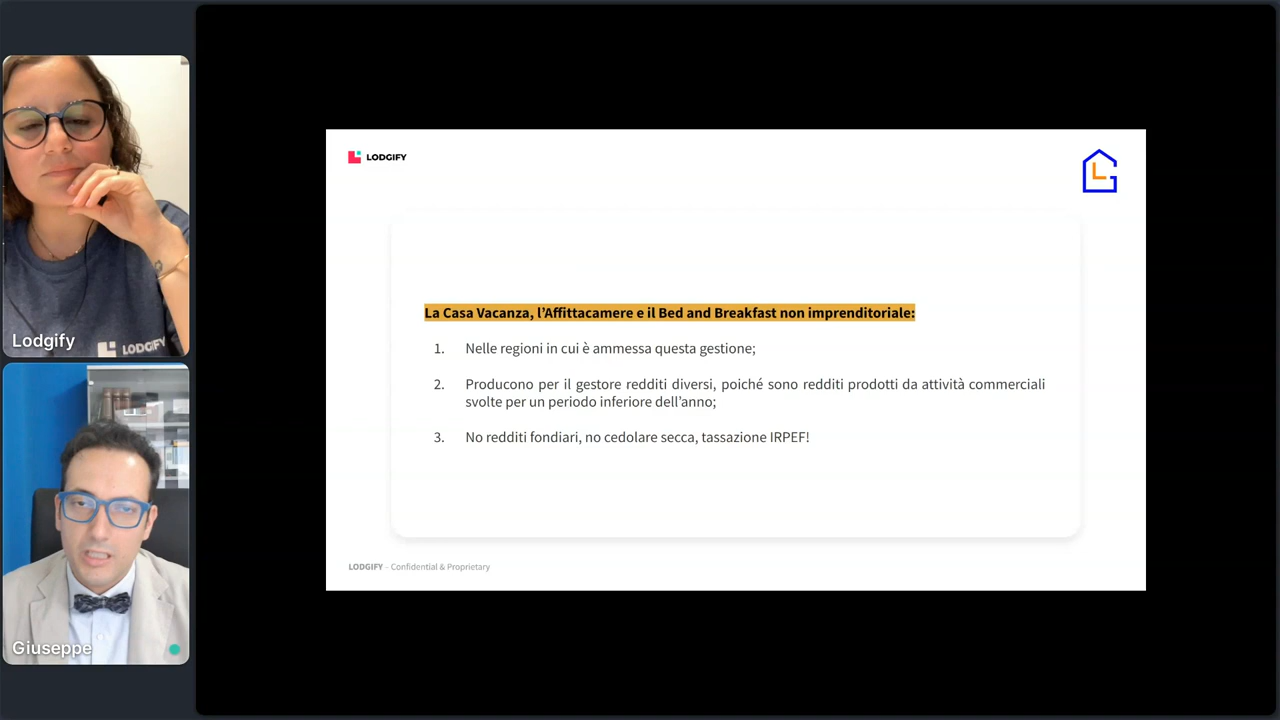 Lodgify
LODGIFY
Giuseppe
LODGIFY
La Casa Vacanza, l’Affittacamere e il Bed and Breakfast non imprenditoriale:
1. Nelle regioni in cui è ammessa questa gestione;
2. Producono per il gestore redditi diversi, poiché sono redditi prodotti da attività commerciali
svolte per un periodo inferiore dell’anno;
3. No redditi fondiari, no cedolare secca, tassazione IRPEF!
LODGIFY - Confidential & Proprietary